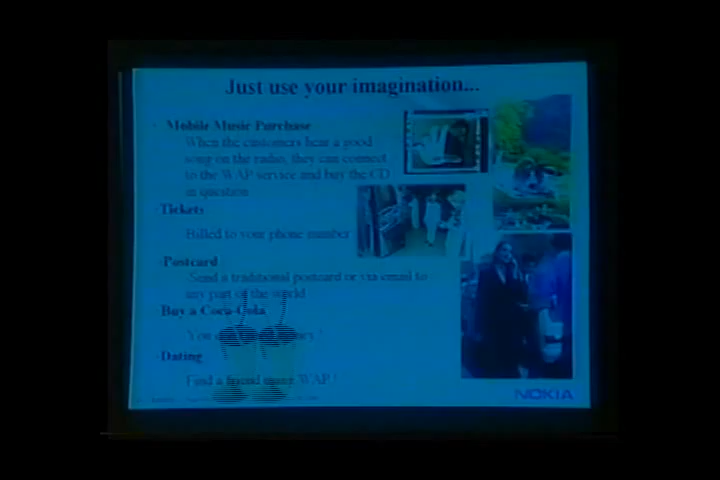 Just use your imagination...
Mobile Music Purchase
When the customers hear a good
song on the radio, they can connect
to the WAP service and buy the CD
in question
Tickets
Billed to your phone number
Postcard
Send a traditional postcard or via email to
any part of the world
Buy a Coca-Cola
You
Dating
Find a friend WAP !
NOKIA